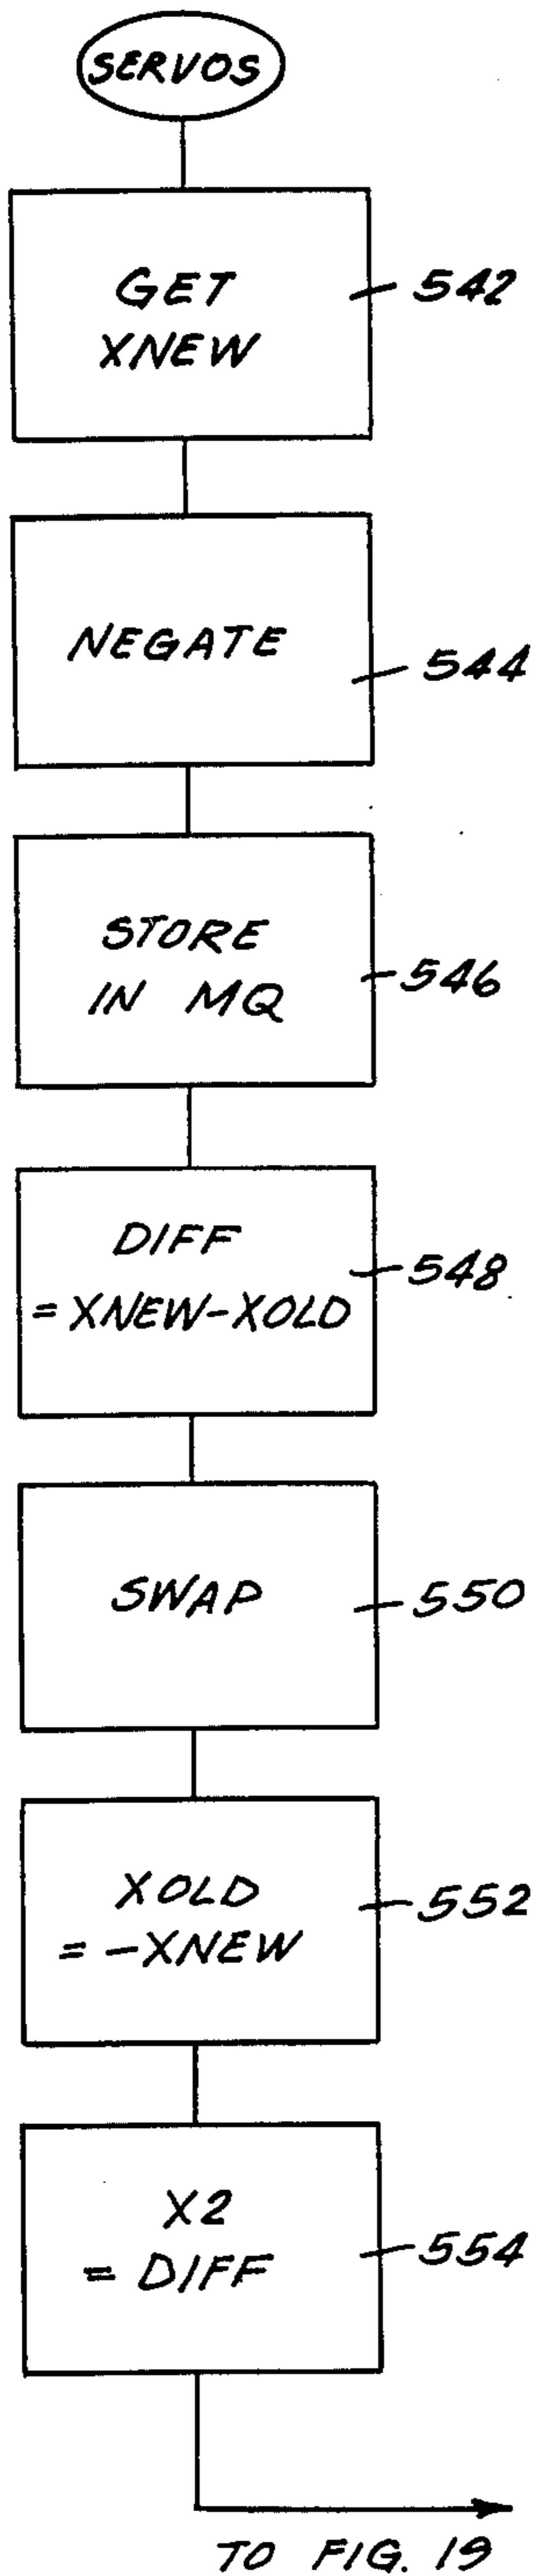 SERVOS
GET
XNEW
542
NEGATE
544
STORE
IN MQ
546
DIFF
= XNEW-XOLD
548
SWAP
550
XOLD
= -XNEW
552
X2
= DIFF
554
TO FIG. 19